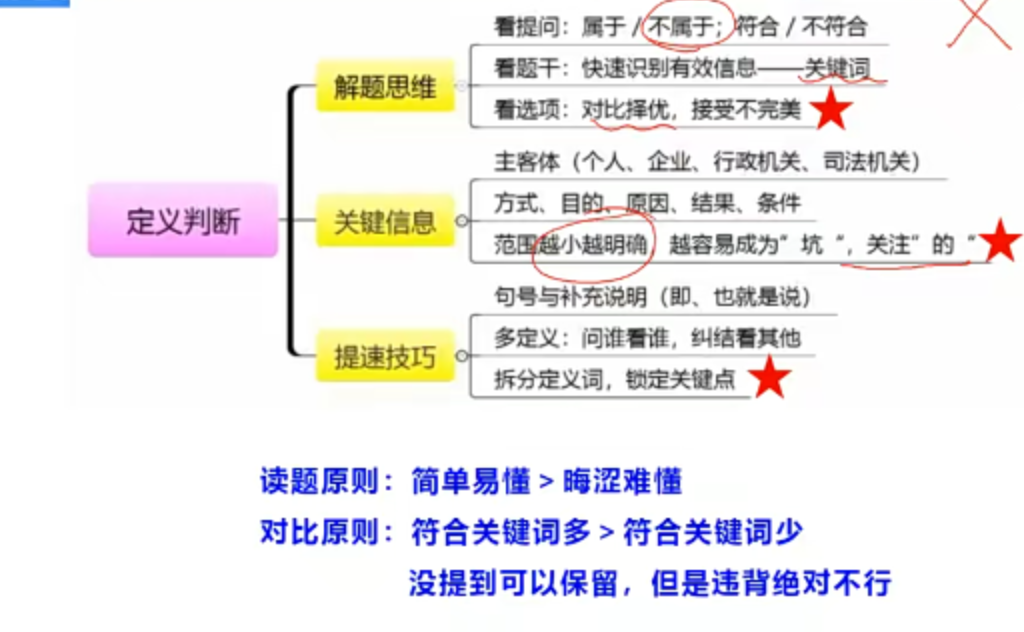 看提问：属于 / 不属于；符合 / 不符合
解题思维
看题干：快速识别有效信息——关键词
看选项：对比择优，接受不完美
主客体（个人、企业、行政机关、司法机关）
定义判断
关键信息
方式、目的、原因、结果、条件
范围越小越明确，越容易成为”坑“，关注”的“
句号与补充说明（即、也就是说）
提速技巧
多定义：问谁看谁，纠结看其他
拆分定义词，锁定关键点
读题原则：简单易懂 > 晦涩难懂
对比原则：符合关键词多 > 符合关键词少
没提到可以保留，但是违背绝对不行